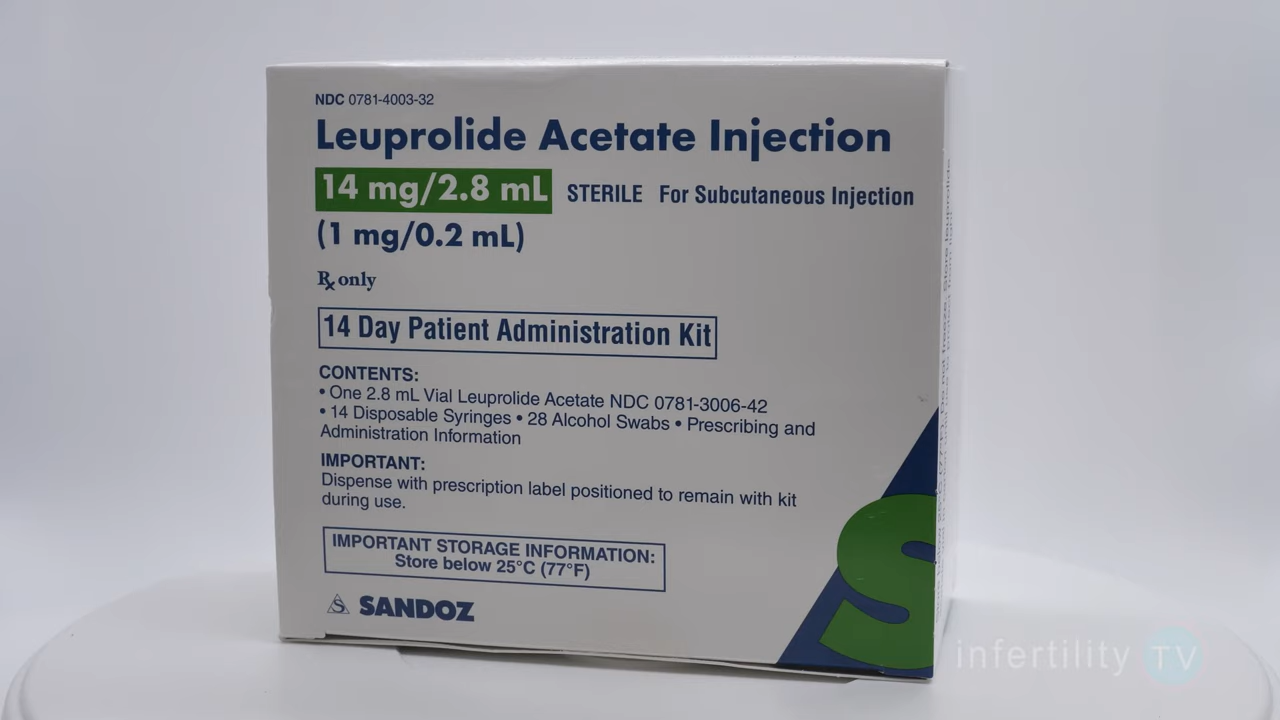 NDC 0781-4003-32
Leuprolide Acetate Injection
14 mg/2.8 mL STERILE For Subcutaneous Injection
(1 mg/0.2 mL)
Rx only
14 Day Patient Administration Kit
CONTENTS:
• One 2.8 mL Vial Leuprolide Acetate NDC 0781-3006-42
• 14 Disposable Syringes • 28 Alcohol Swabs • Prescribing and
Administration Information
IMPORTANT:
Dispense with prescription label positioned to remain with kit
during use.
IMPORTANT STORAGE INFORMATION:
Store below 25°C (77°F)
S SANDOZ
S
infertility TV